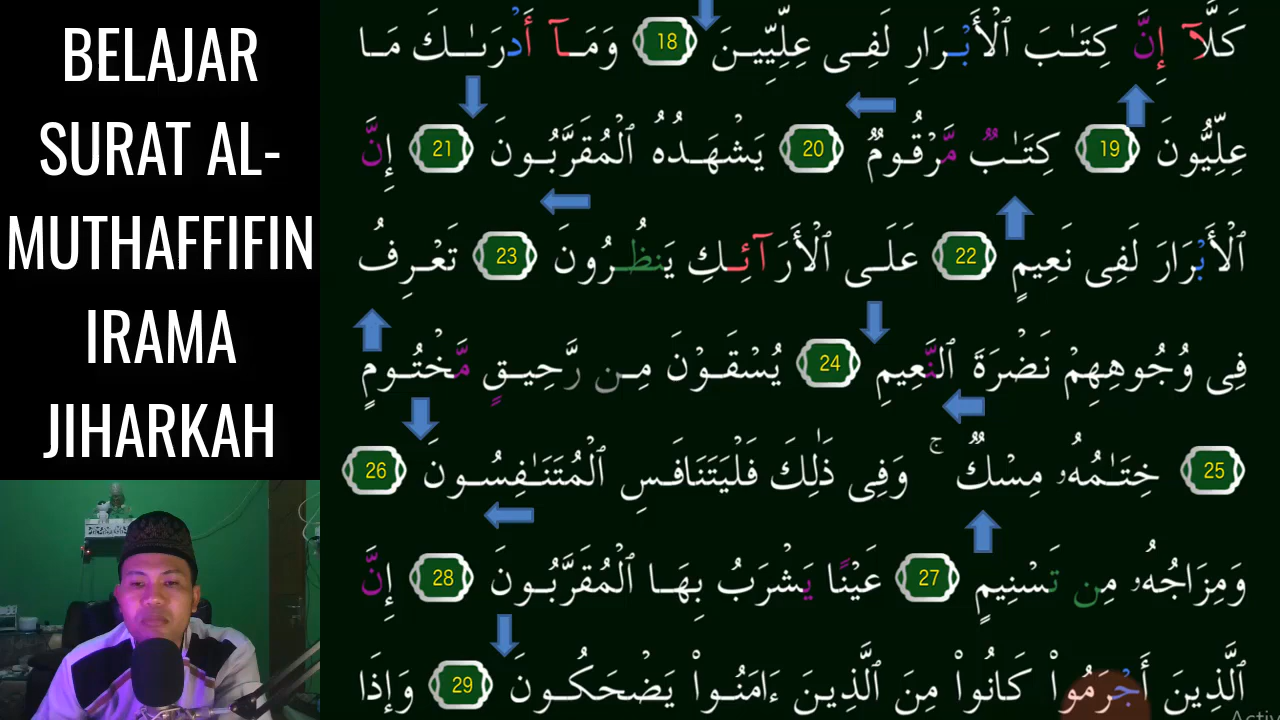 BELAJAR
SURAT AL-
MUTHAFFIFIN
IRAMA
JIHARKAH
كَلَّآ إِنَّ كِتَٰبَ ٱلْأَبْرَارِ لَفِى عِلِّيِّينَ 18 وَمَآ أَدْرَىٰكَ مَا
عِلِّيُّونَ 19 كِتَٰبٌ مَّرْقُومٌ 20 يَشْهَدُهُ ٱلْمُقَرَّبُونَ 21 إِنَّ
ٱلْأَبْرَارَ لَفِى نَعِيمٍ 22 عَلَى ٱلْأَرَآئِكِ يَنظُرُونَ 23 تَعْرِفُ
فِى وُجُوهِهِمْ نَضْرَةَ ٱلنَّعِيمِ 24 يُسْقَوْنَ مِن رَّحِيقٍ مَّخْتُومٍ
25 خِتَٰمُهُۥ مِسْكٌ ۚ وَفِى ذَٰلِكَ فَلْيَتَنَافَسِ ٱلْمُتَنَٰفِسُونَ 26
وَمِزَاجُهُۥ مِن تَسْنِيمٍ 27 عَيْنًا يَشْرَبُ بِهَا ٱلْمُقَرَّبُونَ 28 إِنَّ
ٱلَّذِينَ أَجْرَمُوا۟ كَانُوا۟ مِنَ ٱلَّذِينَ ءَامَنُوا۟ يَضْحَكُونَ 29 وَإِذَا